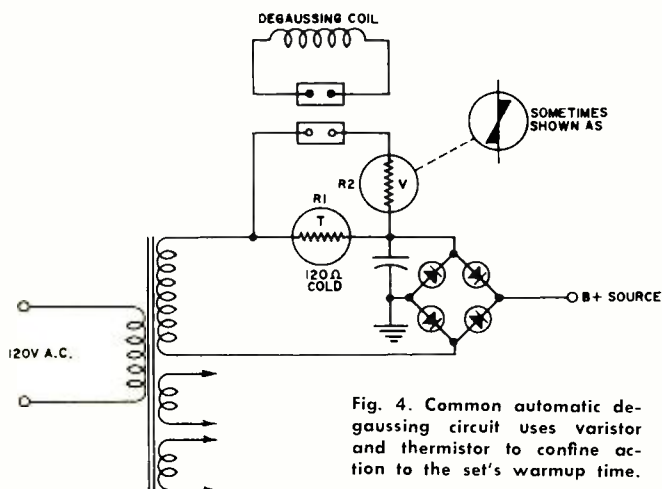 DEGAUSSING COIL
SOMETIMES
SHOWN AS
R2
V
R1
T
120Ω
COLD
B+ SOURCE
120V A.C.
Fig. 4. Common automatic de-
gaussing circuit uses varistor
and thermistor to confine ac-
tion to the set's warmup time.